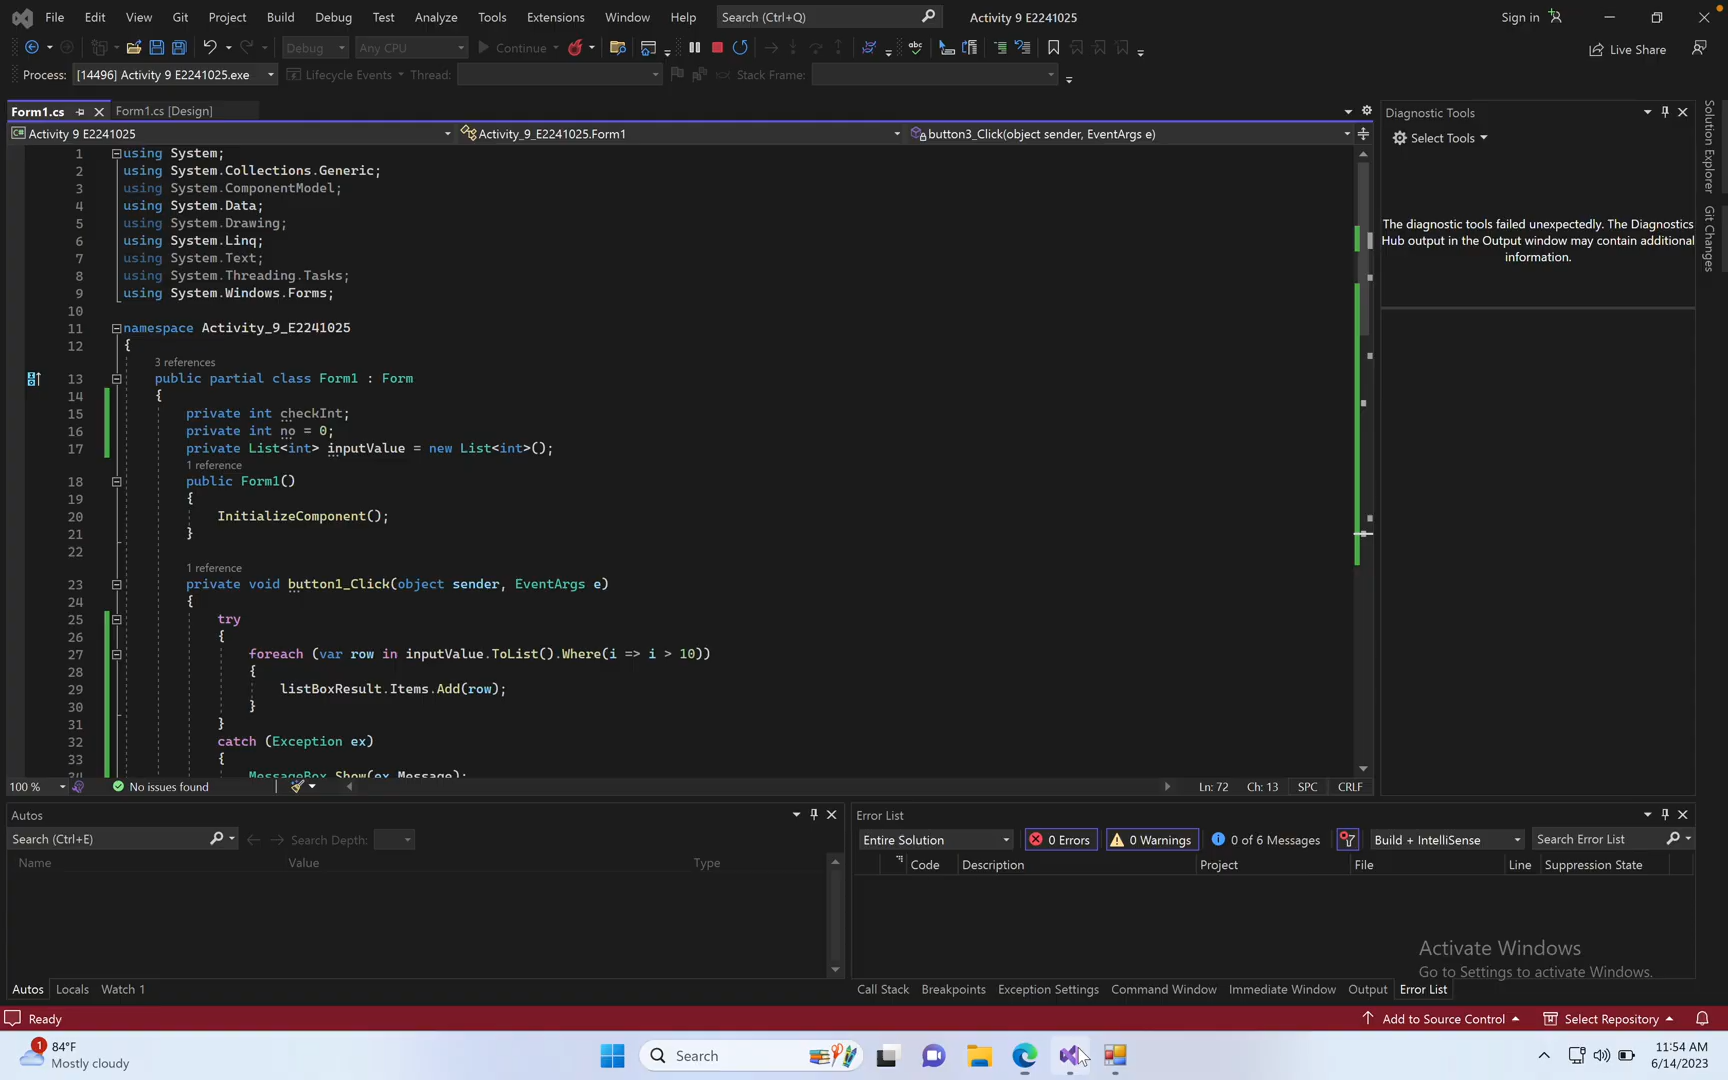 File Edit View Git Project Build Debug Test Analyze Tools Extensions Window Help Search (Ctrl+Q) Activity 9 E2241025 Sign in
Debug Any CPU Continue Live Share
Process: [14496] Activity 9 E2241025.exe Lifecycle Events Thread: Stack Frame:
Form1.cs Form1.cs [Design]
Activity 9 E2241025 Activity_9_E2241025.Form1 button3_Click(object sender, EventArgs e)
1 using System;
2 using System.Collections.Generic;
3 using System.ComponentModel;
4 using System.Data;
5 using System.Drawing;
6 using System.Linq;
7 using System.Text;
8 using System.Threading.Tasks;
9 using System.Windows.Forms;
10
11 namespace Activity_9_E2241025
12 {
3 references
13 public partial class Form1 : Form
14 {
15 private int checkInt;
16 private int no = 0;
17 private List<int> inputValue = new List<int>();
1 reference
18 public Form1()
19 {
20 InitializeComponent();
21 }
22
1 reference
23 private void button1_Click(object sender, EventArgs e)
24 {
25 try
26 {
27 foreach (var row in inputValue.ToList().Where(i => i > 10))
28 {
29 listBoxResult.Items.Add(row);
30 }
31 }
32 catch (Exception ex)
33 {
34 MessageBox.Show(ex.Message);
100 % No issues found Ln: 72 Ch: 13 SPC CRLF
Diagnostic Tools
Select Tools
The diagnostic tools failed unexpectedly. The Diagnostics
Hub output in the Output window may contain additional
information.
Solution Explorer
Git Changes
Autos
Search (Ctrl+E) Search Depth:
Name Value Type
Autos Locals Watch 1
Error List
Entire Solution 0 Errors 0 Warnings 0 of 6 Messages Build + IntelliSense Search Error List
Code Description Project File Line Suppression State
Activate Windows
Go to Settings to activate Windows.
Call Stack Breakpoints Exception Settings Command Window Immediate Window Output Error List
Ready Add to Source Control Select Repository
1
84°F
Mostly cloudy
Search
11:54 AM
6/14/2023